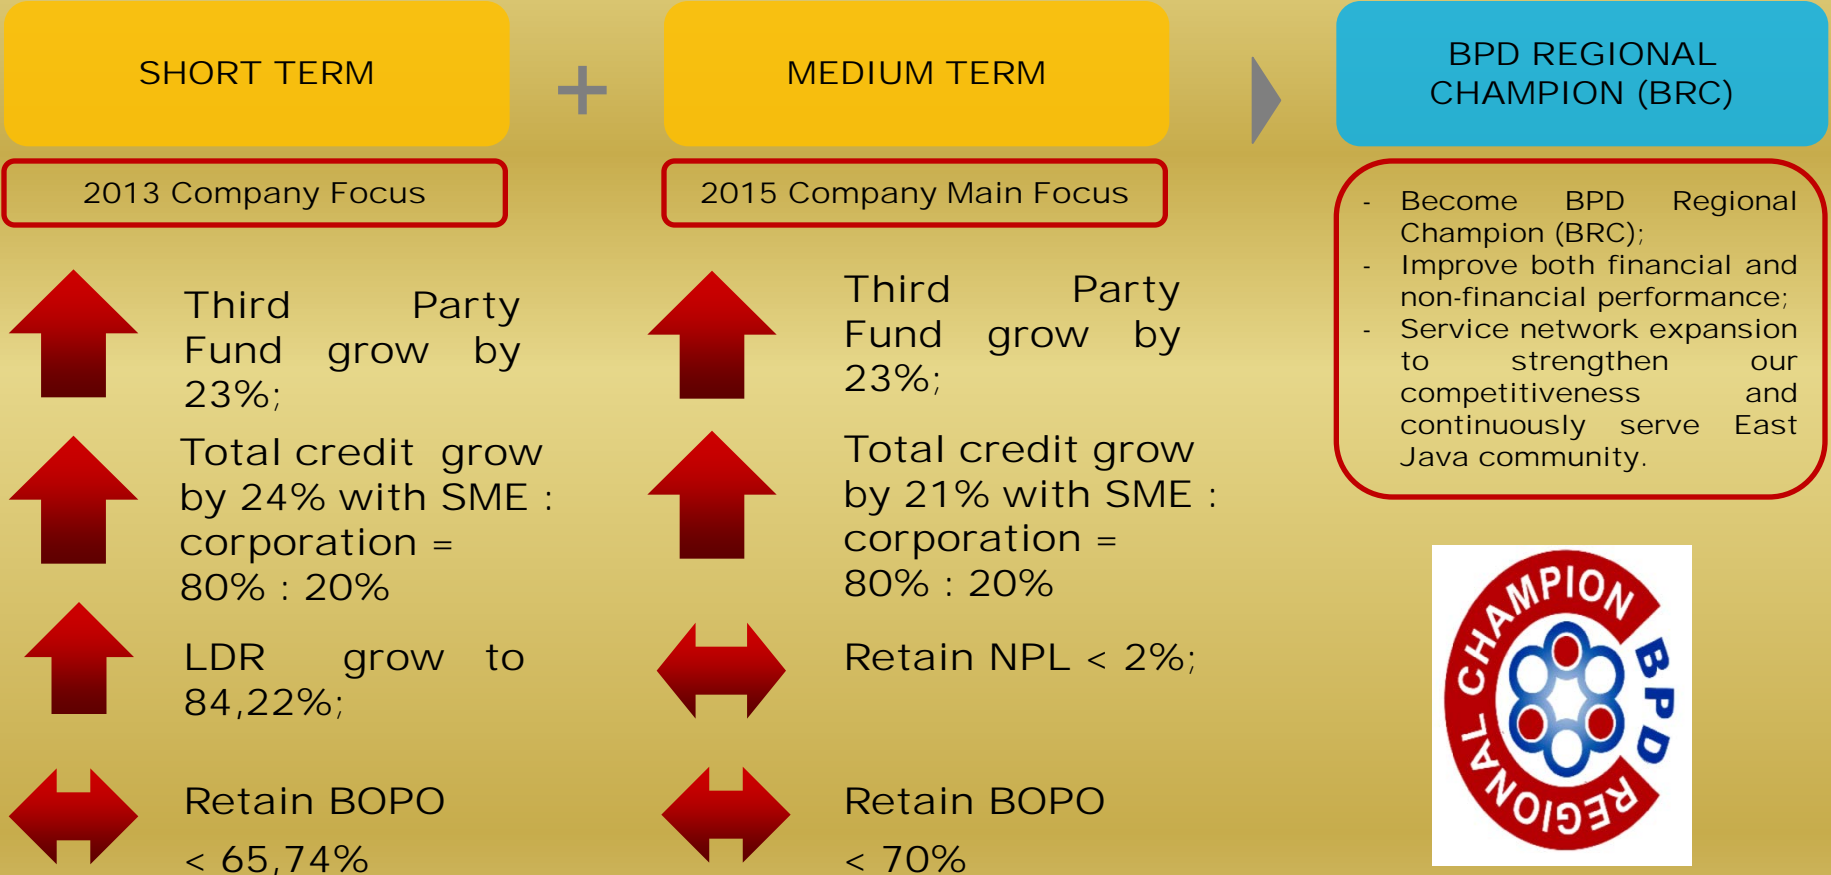 SHORT TERM
2013 Company Focus
Third Party
Fund grow by
23%;
Total credit grow
by 24% with SME :
corporation =
80% : 20%
LDR grow to
84,22%;
Retain BOPO
< 65,74%
+
MEDIUM TERM
2015 Company Main Focus
Third Party
Fund grow by
23%;
Total credit grow
by 21% with SME :
corporation =
80% : 20%
Retain NPL < 2%;
Retain BOPO
< 70%
BPD REGIONAL
CHAMPION (BRC)
- Become BPD Regional
Champion (BRC);
- Improve both financial and
non-financial performance;
- Service network expansion
to strengthen our
competitiveness and
continuously serve East
Java community.
REGIONAL CHAMPION
BPD